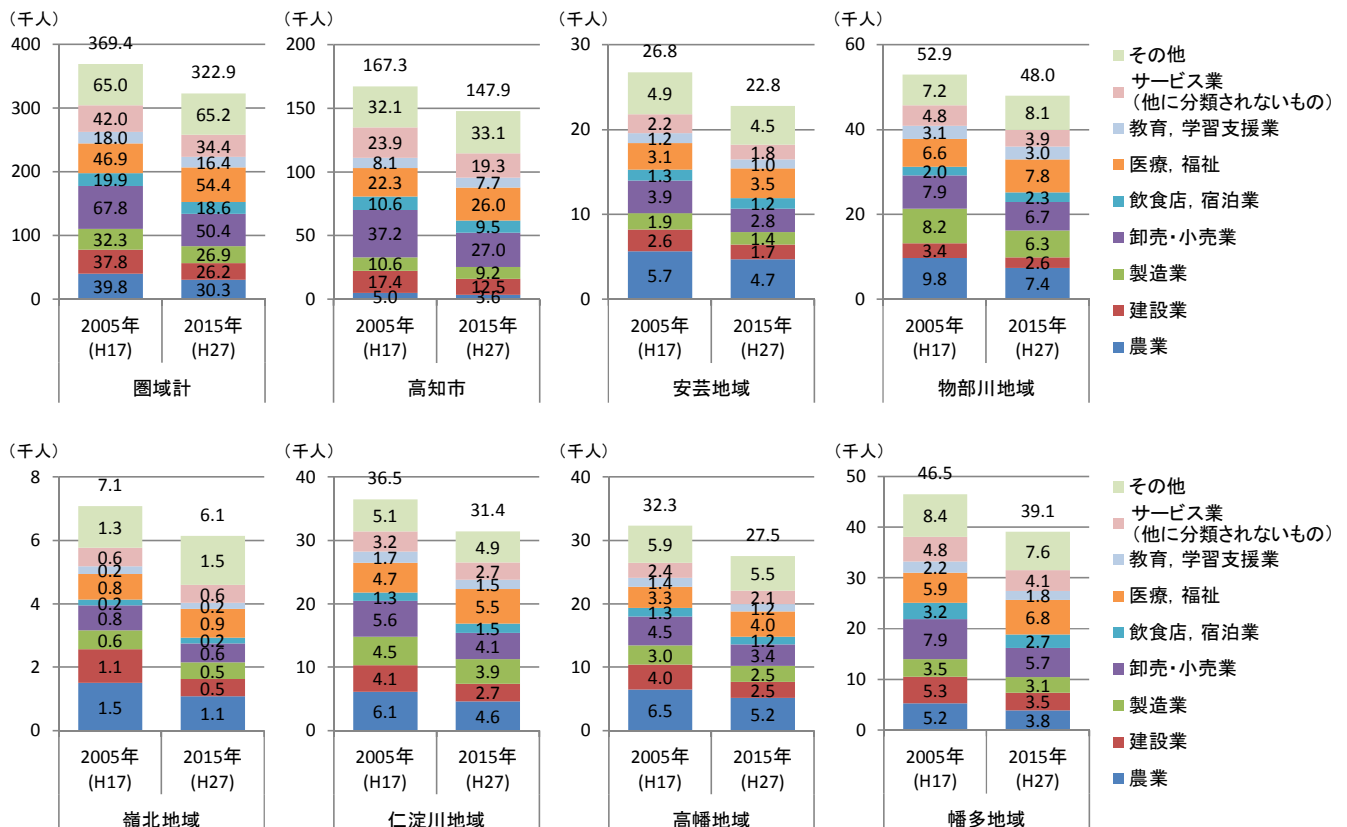 （千人）
400
300
200
100
0
369.4
65.0
42.0
18.0
46.9
19.9
67.8
32.3
37.8
39.8
322.9
65.2
34.4
16.4
54.4
18.6
50.4
26.9
26.2
30.3
2005年
(H17)
2015年
(H27)
圏域計
（千人）
200
150
100
50
0
167.3
32.1
23.9
8.1
22.3
10.6
37.2
10.6
17.4
5.0
147.9
33.1
19.3
7.7
26.0
9.5
27.0
9.2
12.5
3.6
2005年
(H17)
2015年
(H27)
高知市
（千人）
30
20
10
0
26.8
4.9
2.2
1.2
3.1
1.3
3.9
1.9
2.6
5.7
22.8
4.5
1.8
1.0
3.5
1.2
2.8
1.4
1.7
4.7
2005年
(H17)
2015年
(H27)
安芸地域
（千人）
60
40
20
0
52.9
7.2
4.8
3.1
6.6
2.0
7.9
8.2
3.4
9.8
48.0
8.1
3.9
3.0
7.8
2.3
6.7
6.3
2.6
7.4
2005年
(H17)
2015年
(H27)
物部川地域
その他
サービス業
（他に分類されないもの）
教育，学習支援業
医療，福祉
飲食店，宿泊業
卸売・小売業
製造業
建設業
農業
（千人）
8
6
4
2
0
7.1
1.3
0.6
0.2
0.8
0.2
0.8
0.6
1.1
1.5
6.1
1.5
0.6
0.2
0.9
0.2
0.6
0.5
0.5
1.1
2005年
(H17)
2015年
(H27)
嶺北地域
（千人）
40
30
20
10
0
36.5
5.1
3.2
1.7
4.7
1.3
5.6
4.5
4.1
6.1
31.4
4.9
2.7
1.5
5.5
1.5
4.1
3.9
2.7
4.6
2005年
(H17)
2015年
(H27)
仁淀川地域
（千人）
40
30
20
10
0
32.3
5.9
2.4
1.4
3.3
1.3
4.5
3.0
4.0
6.5
27.5
5.5
2.1
1.2
4.0
1.2
3.4
2.5
2.5
5.2
2005年
(H17)
2015年
(H27)
高幡地域
（千人）
50
40
30
20
10
0
46.5
8.4
4.8
2.2
5.9
3.2
7.9
3.5
5.3
5.2
39.1
7.6
4.1
1.8
6.8
2.7
5.7
3.1
3.5
3.8
2005年
(H17)
2015年
(H27)
幡多地域
その他
サービス業
（他に分類されないもの）
教育，学習支援業
医療，福祉
飲食店，宿泊業
卸売・小売業
製造業
建設業
農業